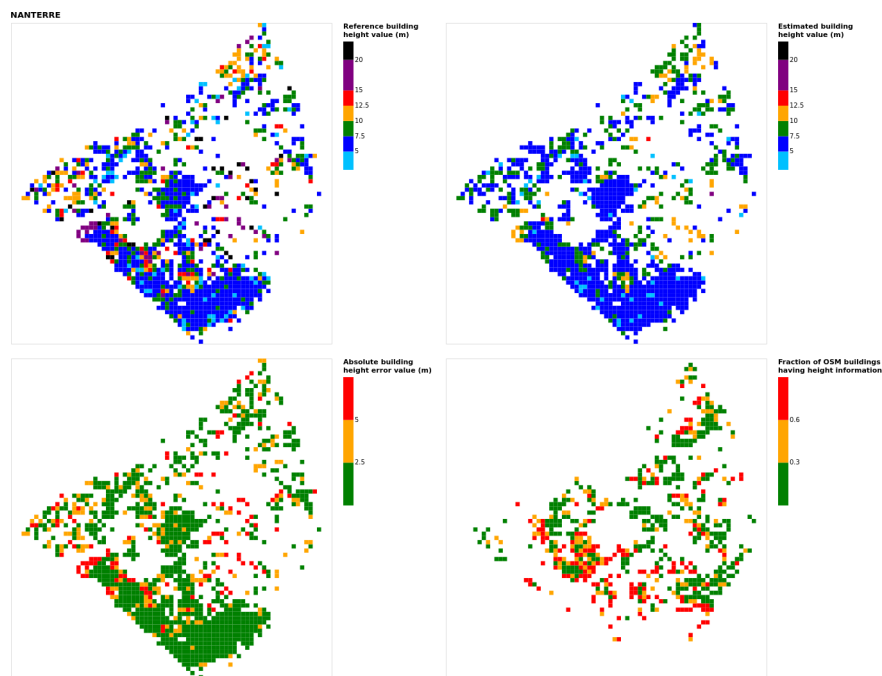 NANTERRE
Reference building
height value (m)
20
15
12.5
10
7.5
5
Estimated building
height value (m)
20
15
12.5
10
7.5
5
Absolute building
height error value (m)
5
2.5
Fraction of OSM buildings
having height information
0.6
0.3